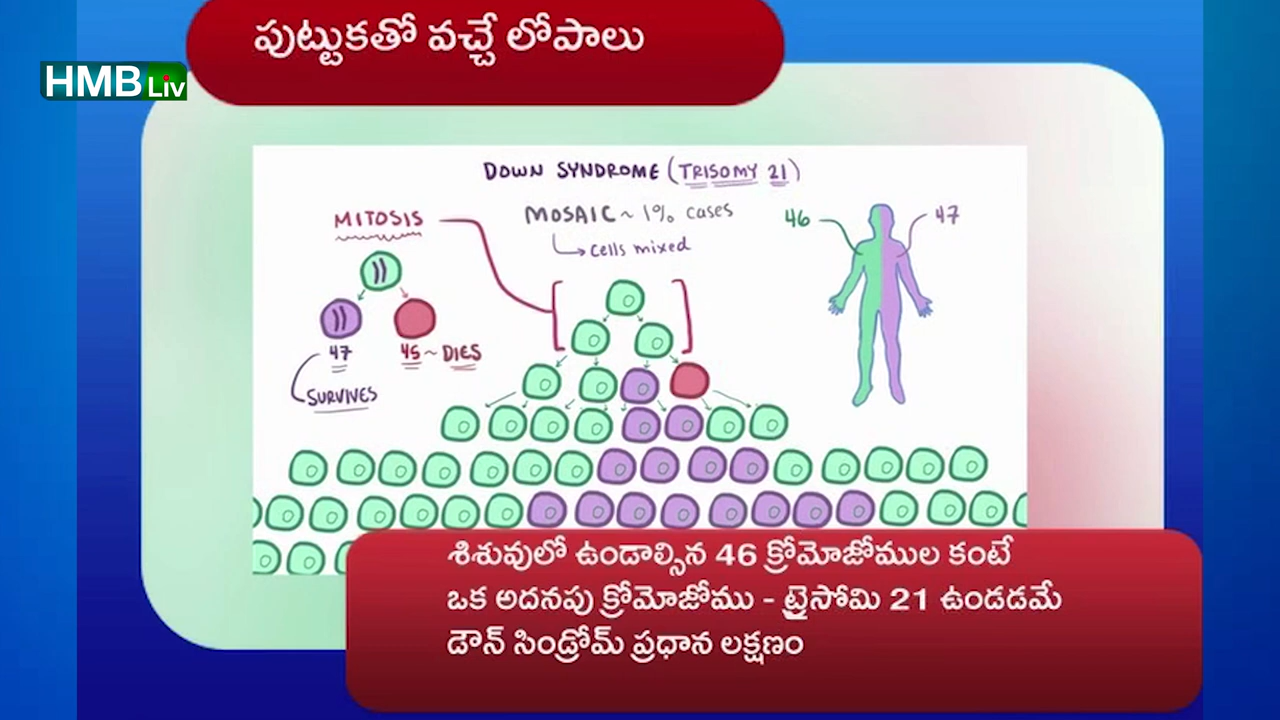 పుట్టుకతో వచ్చే లోపాలు
HMB Liv
DOWN SYNDROME (TRISOMY 21)
MITOSIS
MOSAIC ~ 1% cases
46
47
Cells mixed
47
45 ~ DIES
SURVIVES
శిశువులో ఉండాల్సిన 46 క్రోమోజోముల కంటే
ఒక అదనపు క్రోమోజోము - ట్రైసోమి 21 ఉండడమే
డౌన్ సిండ్రోమ్ ప్రధాన లక్షణం